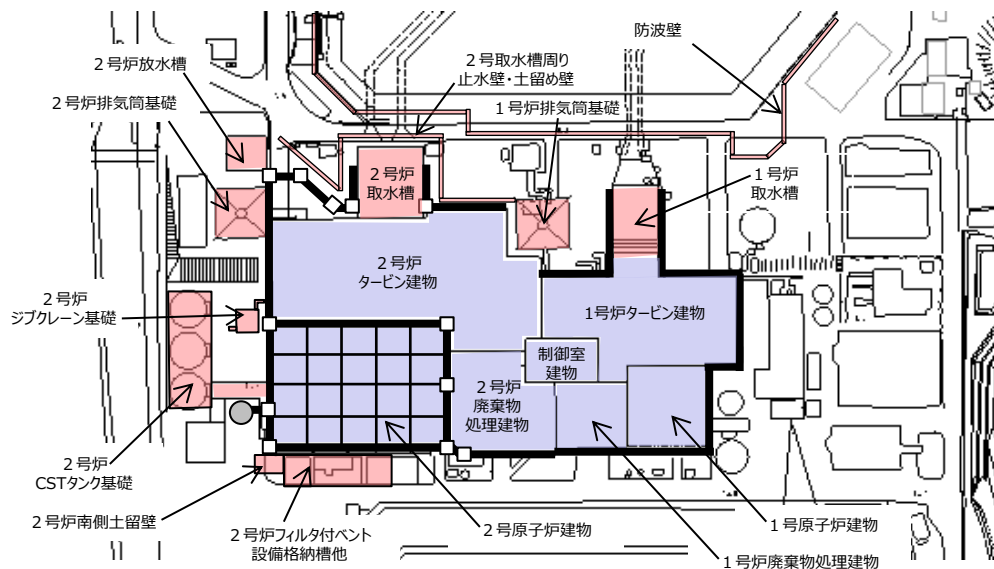 防波壁
２号炉放水槽
２号取水槽周り
止水壁・土留め壁
２号炉排気筒基礎
１号炉排気筒基礎
２号炉
取水槽
１号炉
取水槽
２号炉
タービン建物
２号炉
ジブクレーン基礎
1号炉タービン建物
制御室
建物
２号炉
廃棄物
処理建物
２号炉
CSTタンク基礎
２号炉南側土留壁
２号炉フィルタ付ベント
設備格納槽他
２号原子炉建物
１号原子炉建物
１号炉廃棄物処理建物